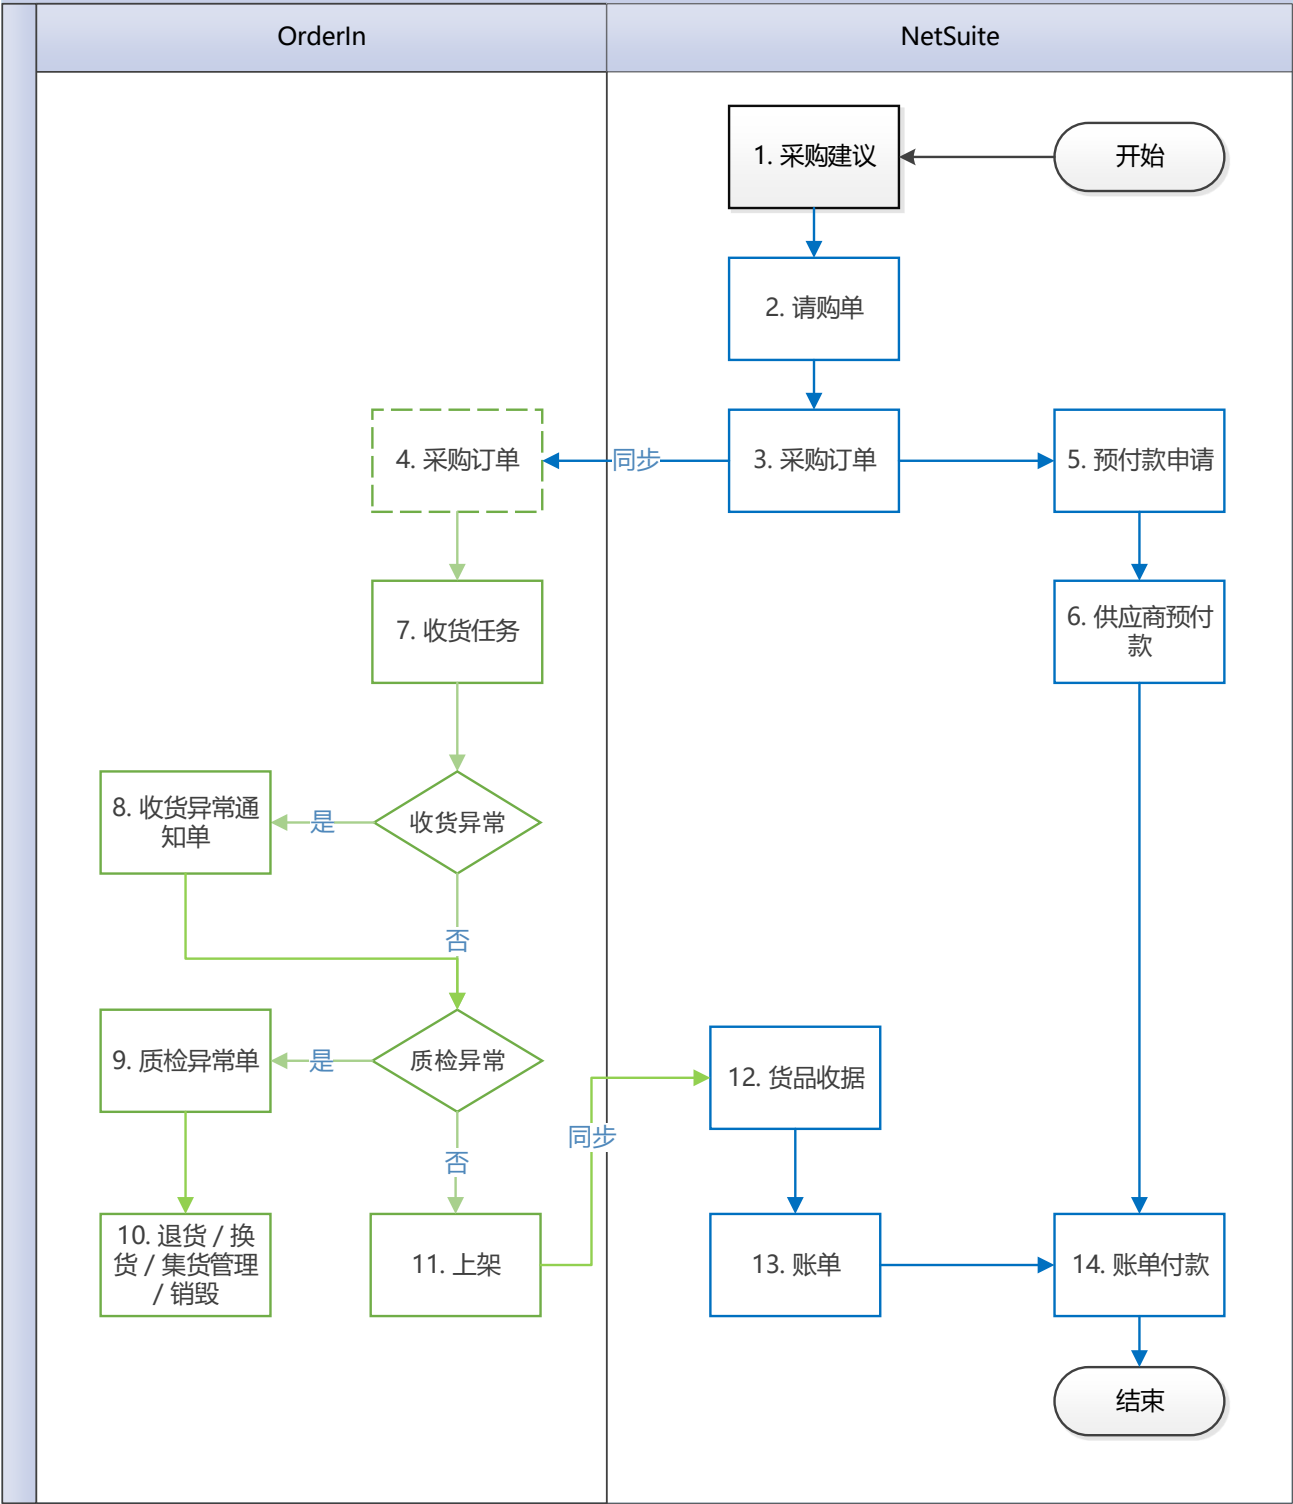 OrderIn
NetSuite
1. 采购建议
开始
2. 请购单
4. 采购订单
同步
3. 采购订单
5. 预付款申请
7. 收货任务
6. 供应商预付
款
8. 收货异常通
知单
是
收货异常
否
9. 质检异常单
是
质检异常
12. 货品收据
同步
否
10. 退货 / 换
货 / 集货管理
/ 销毁
11. 上架
13. 账单
14. 账单付款
结束